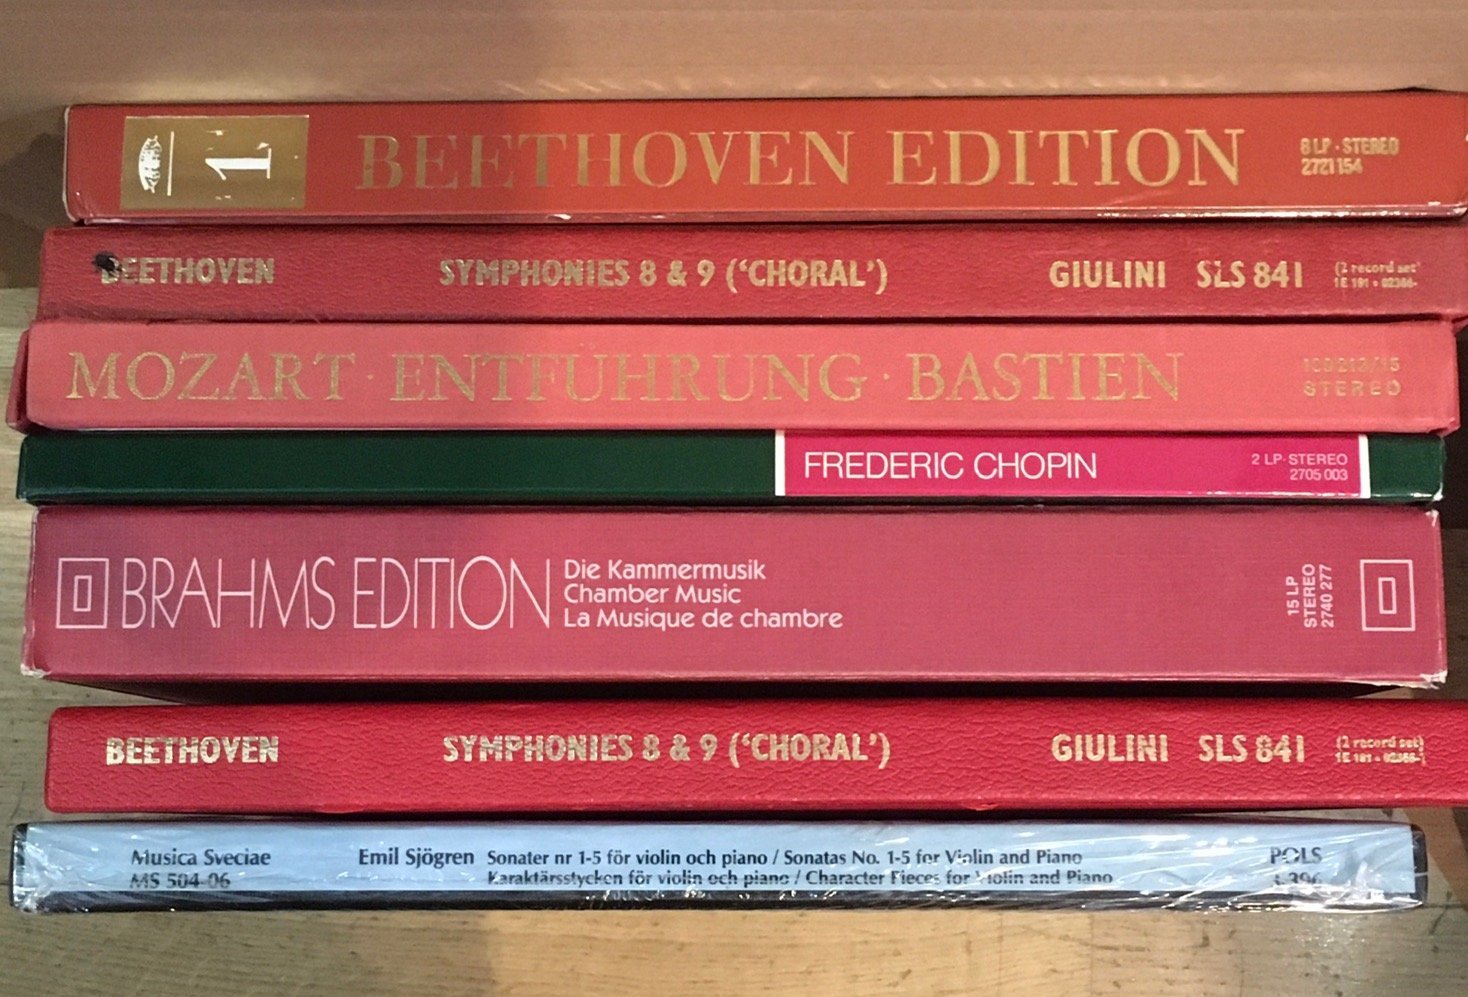 1
BEETHOVEN EDITION
8 LP · STEREO
2721 154
BEETHOVEN SYMPHONIES 8 & 9 (‘CHORAL’) GIULINI SLS 841
(2 record set)
MOZART · ENTFUHRUNG · BASTIEN
STEREO
FREDERIC CHOPIN
2 LP · STEREO
2705 003
BRAHMS EDITION
Die Kammermusik
Chamber Music
La Musique de chambre
15 LP
STEREO
2740 277
BEETHOVEN SYMPHONIES 8 & 9 (‘CHORAL’) GIULINI SLS 841
(2 record set)
Musica Sveciae
MS 504-06
Emil Sjögren Sonater nr 1-5 för violin och piano / Sonatas No. 1-5 for Violin and Piano
Karaktärsstycken för violin och piano / Character Pieces for Violin and Piano